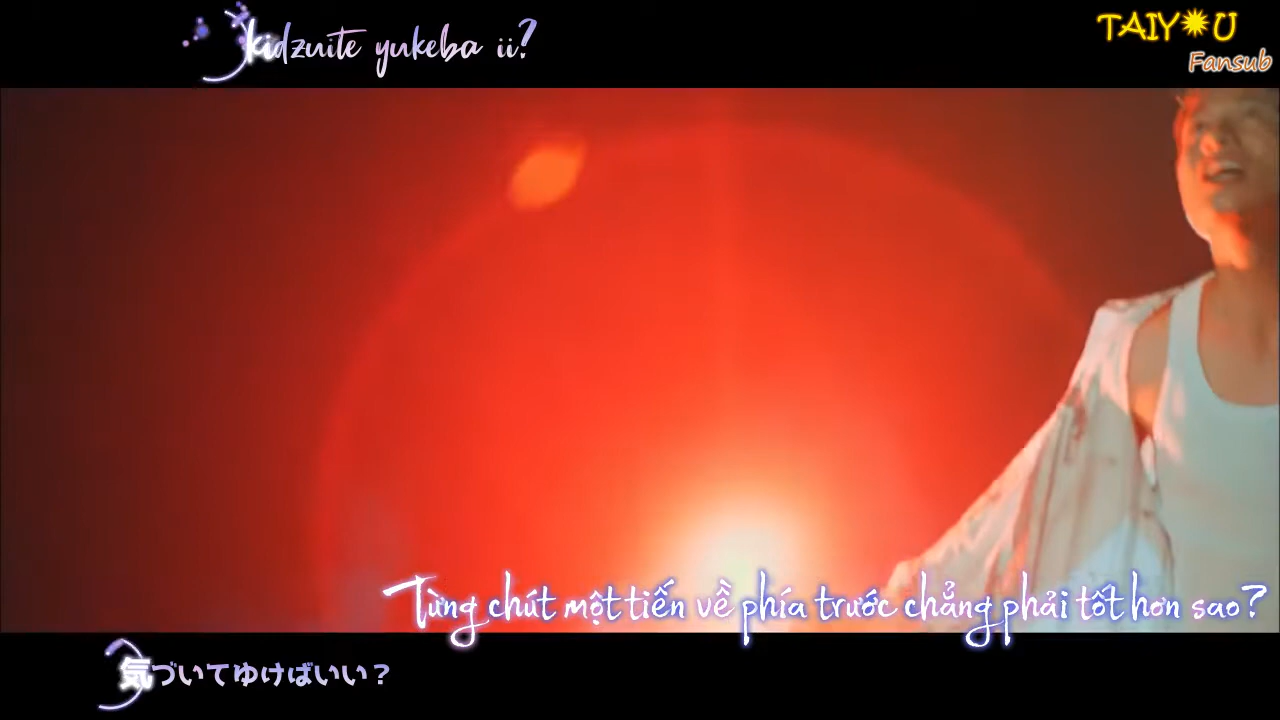 kidzuite yukeba ii?
TAIYOU
Fansub
Từng chút một tiến về phía trước chẳng phải tốt hơn sao?
気づいてゆけばいい？